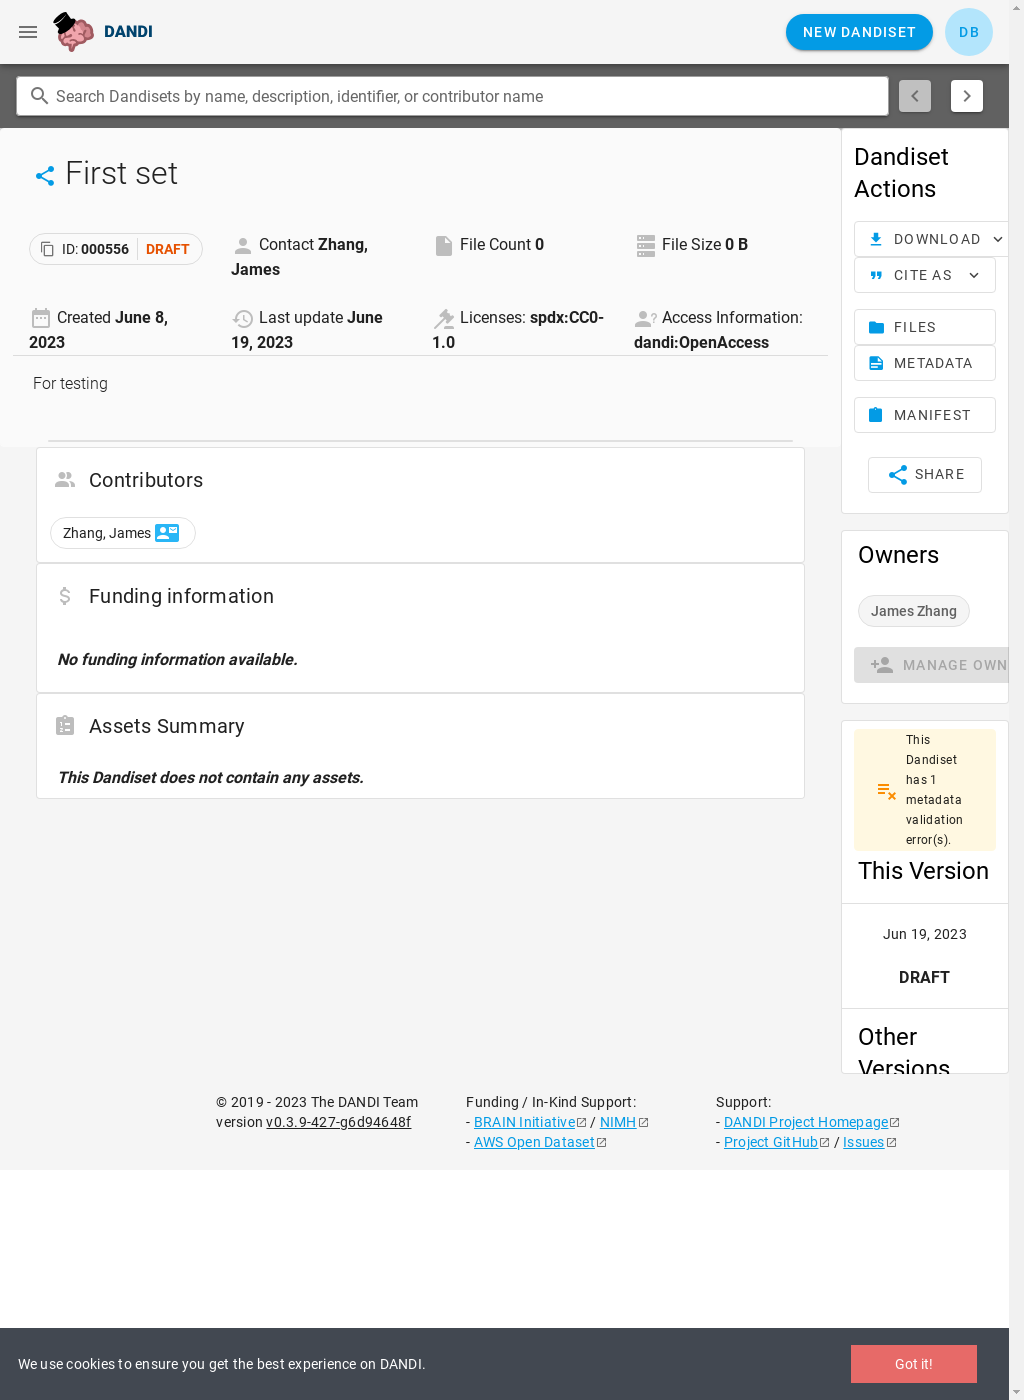 DANDI
NEW DANDISET
DB
Search Dandisets by name, description, identifier, or contributor name
First set
ID: 000556 DRAFT
Contact Zhang,
James
File Count 0
File Size 0 B
Created June 8,
2023
Last update June
19, 2023
Licenses: spdx:CC0-
1.0
Access Information:
dandi:OpenAccess
For testing
Contributors
Zhang, James
Funding information
No funding information available.
Assets Summary
This Dandiset does not contain any assets.
Dandiset
Actions
DOWNLOAD
CITE AS
FILES
METADATA
MANIFEST
SHARE
Owners
James Zhang
MANAGE OWN
This
Dandiset
has 1
metadata
validation
error(s).
This Version
Jun 19, 2023
DRAFT
Other
Versions
© 2019 - 2023 The DANDI Team
version v0.3.9-427-g6d94648f
Funding / In-Kind Support:
- BRAIN Initiative / NIMH
- AWS Open Dataset
Support:
- DANDI Project Homepage
- Project GitHub / Issues
We use cookies to ensure you get the best experience on DANDI.
Got it!